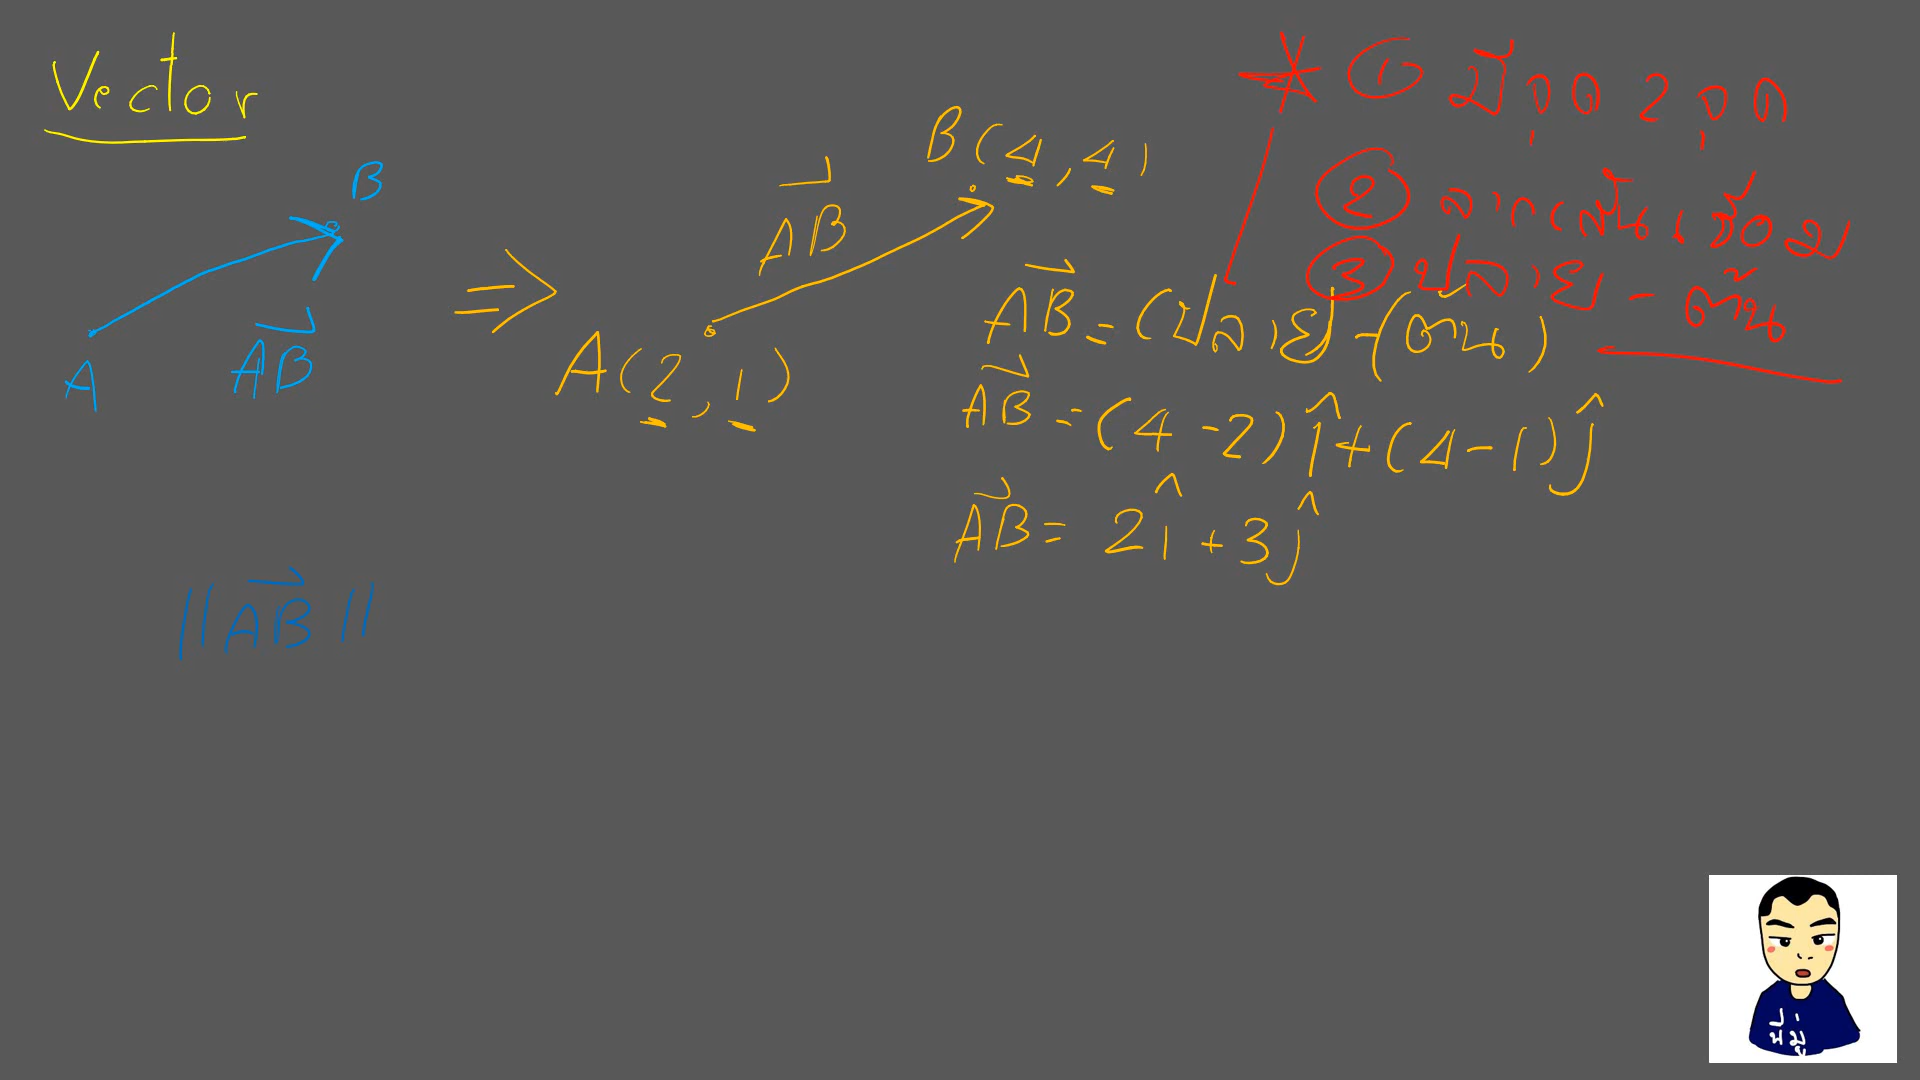 Vector
* ① มีจุด 2 จุด
② ลากเส้นเชื่อม
③ ปลาย - ต้น
B
A
AB
⇒
AB
B(4,4)
A(2,1)
AB = (ปลาย) - (ต้น)
AB = (4-2)î + (4-1)ĵ
AB = 2î + 3ĵ
||AB||
พี่